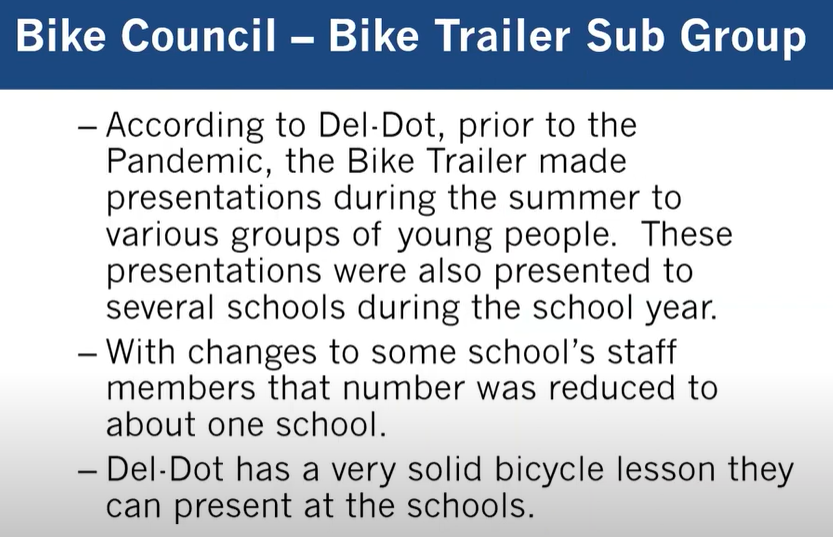 Bike Council – Bike Trailer Sub Group
– According to Del-Dot, prior to the
Pandemic, the Bike Trailer made
presentations during the summer to
various groups of young people.  These
presentations were also presented to
several schools during the school year.
– With changes to some school’s staff
members that number was reduced to
about one school.
– Del-Dot has a very solid bicycle lesson they
can present at the schools.